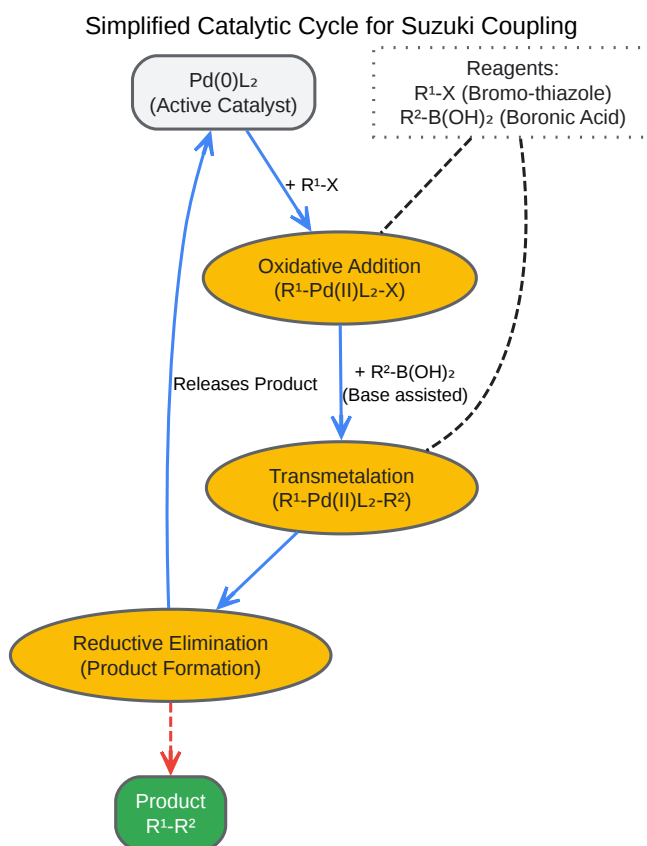 Simplified Catalytic Cycle for Suzuki Coupling
Pd(0)L₂
(Active Catalyst)
Reagents:
R¹-X (Bromo-thiazole)
R²-B(OH)₂ (Boronic Acid)
+ R¹-X
Oxidative Addition
(R¹-Pd(II)L₂-X)
+ R²-B(OH)₂
(Base assisted)
Releases Product
Transmetalation
(R¹-Pd(II)L₂-R²)
Reductive Elimination
(Product Formation)
Product
R¹-R²